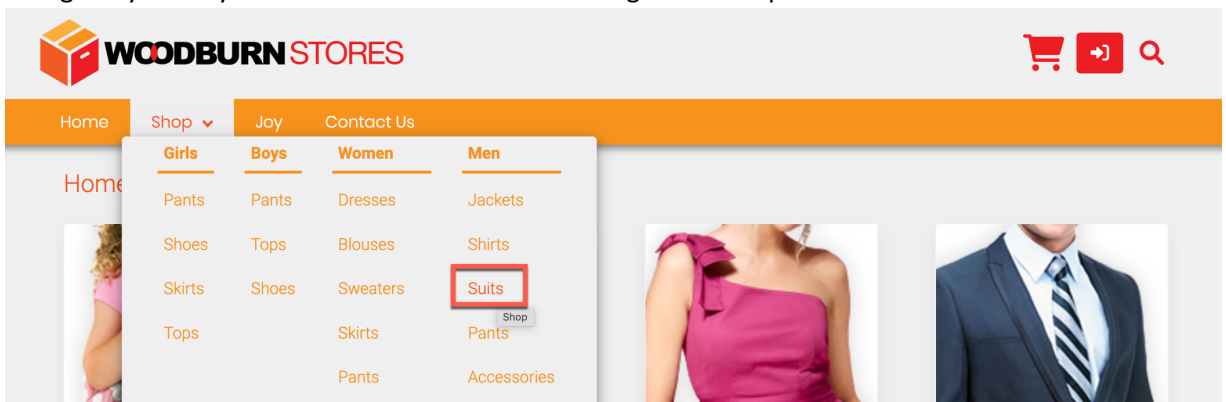 WOODBURN STORES
Home Shop Joy Contact Us
Girls Boys Women Men
Home
Pants Pants Dresses Jackets
Shoes Tops Blouses Shirts
Skirts Shoes Sweaters Suits
Shop
Tops Skirts Pants
Pants Accessories